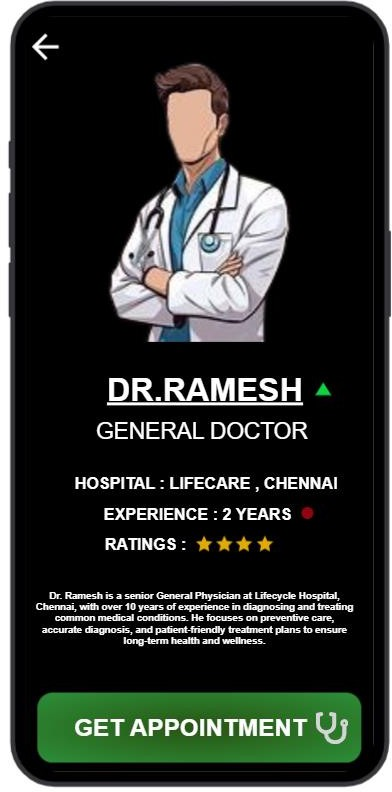 DR.RAMESH
GENERAL DOCTOR
HOSPITAL : LIFECARE , CHENNAI
EXPERIENCE : 2 YEARS
RATINGS :
Dr. Ramesh is a senior General Physician at Lifecycle Hospital,
Chennai, with over 10 years of experience in diagnosing and treating
common medical conditions. He focuses on preventive care,
accurate diagnosis, and patient-friendly treatment plans to ensure
long-term health and wellness.
GET APPOINTMENT